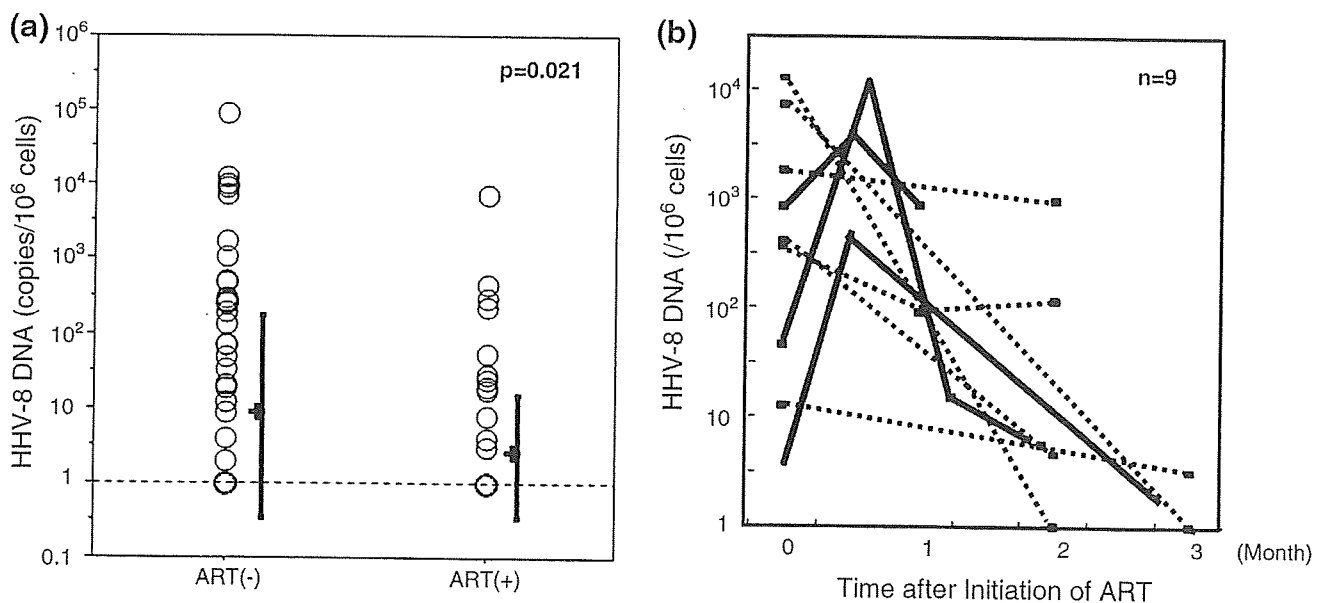 (a)
HHV-8 DNA (copies/10⁶ cells)
10⁶
10⁵
10⁴
10³
10²
10
1
0.1
p=0.021
ART(-)
ART(+)
(b)
HHV-8 DNA (/10⁶ cells)
10⁴
10³
10²
10
1
n=9
0
1
2
3
(Month)
Time after Initiation of ART